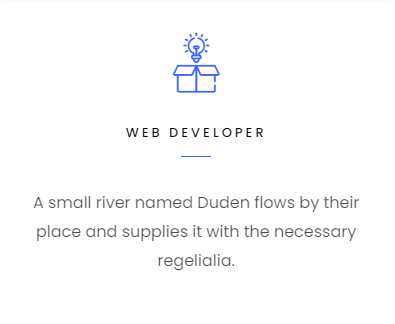 WEB DEVELOPER
A small river named Duden flows by their
place and supplies it with the necessary
regelialia.